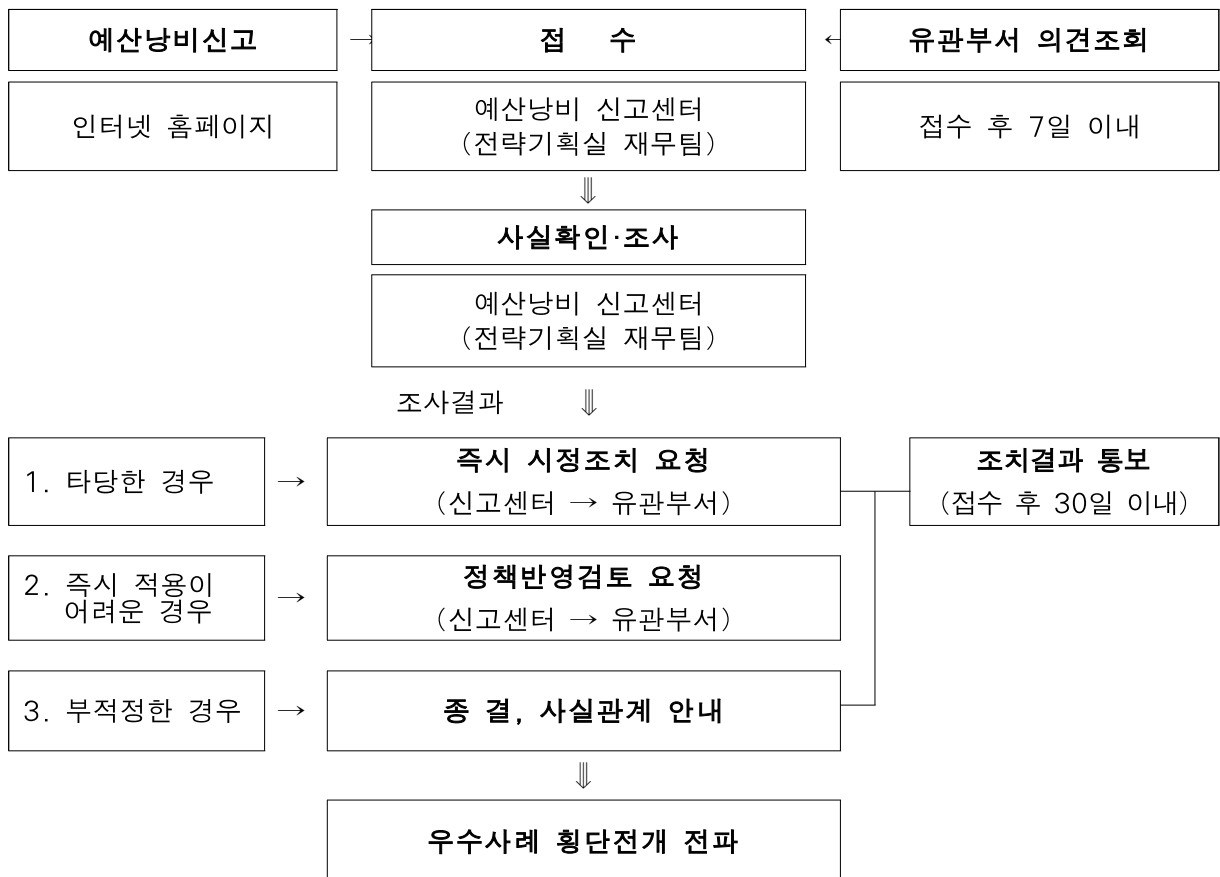 예산낭비신고 → 접 수 ← 유관부서 의견조회
인터넷 홈페이지
예산낭비 신고센터
(전략기획실 재무팀)
접수 후 7일 이내
⇓
사실확인·조사
예산낭비 신고센터
(전략기획실 재무팀)
조사결과 ⇓
1. 타당한 경우 →
즉시 시정조치 요청
(신고센터 → 유관부서)
조치결과 통보
(접수 후 30일 이내)
2. 즉시 적용이
어려운 경우 →
정책반영검토 요청
(신고센터 → 유관부서)
3. 부적정한 경우 → 종 결, 사실관계 안내
⇓
우수사례 횡단전개 전파